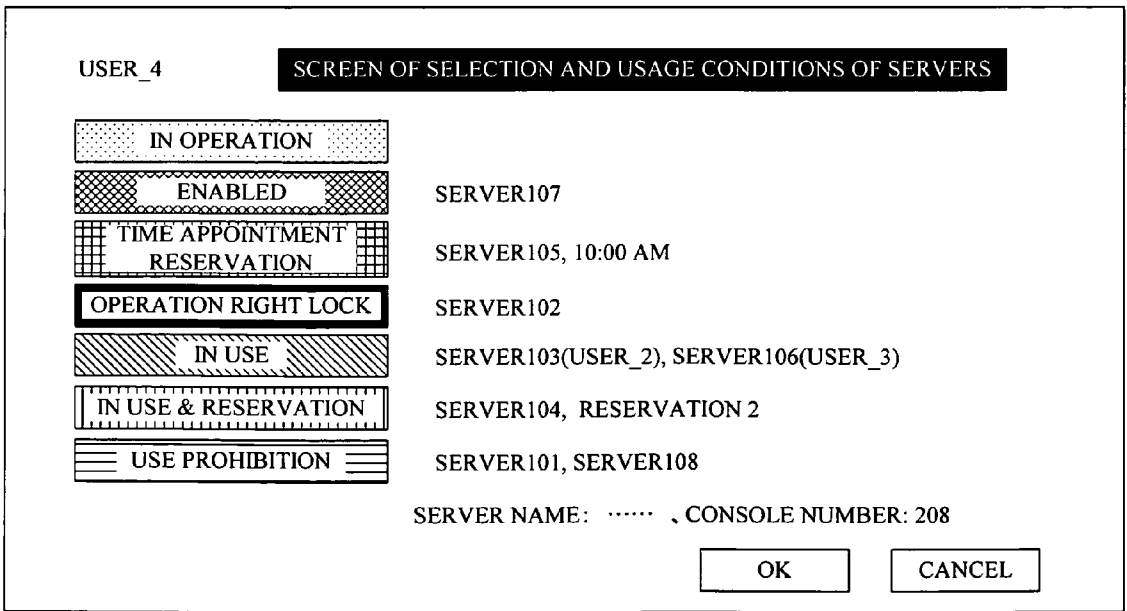 USER_4
SCREEN OF SELECTION AND USAGE CONDITIONS OF SERVERS
IN OPERATION
ENABLED
SERVER107
TIME APPOINTMENT
RESERVATION
SERVER105, 10:00 AM
OPERATION RIGHT LOCK
SERVER102
IN USE
SERVER103(USER_2), SERVER106(USER_3)
IN USE & RESERVATION
SERVER104, RESERVATION 2
USE PROHIBITION
SERVER101, SERVER108
SERVER NAME: ······ 、CONSOLE NUMBER: 208
OK
CANCEL